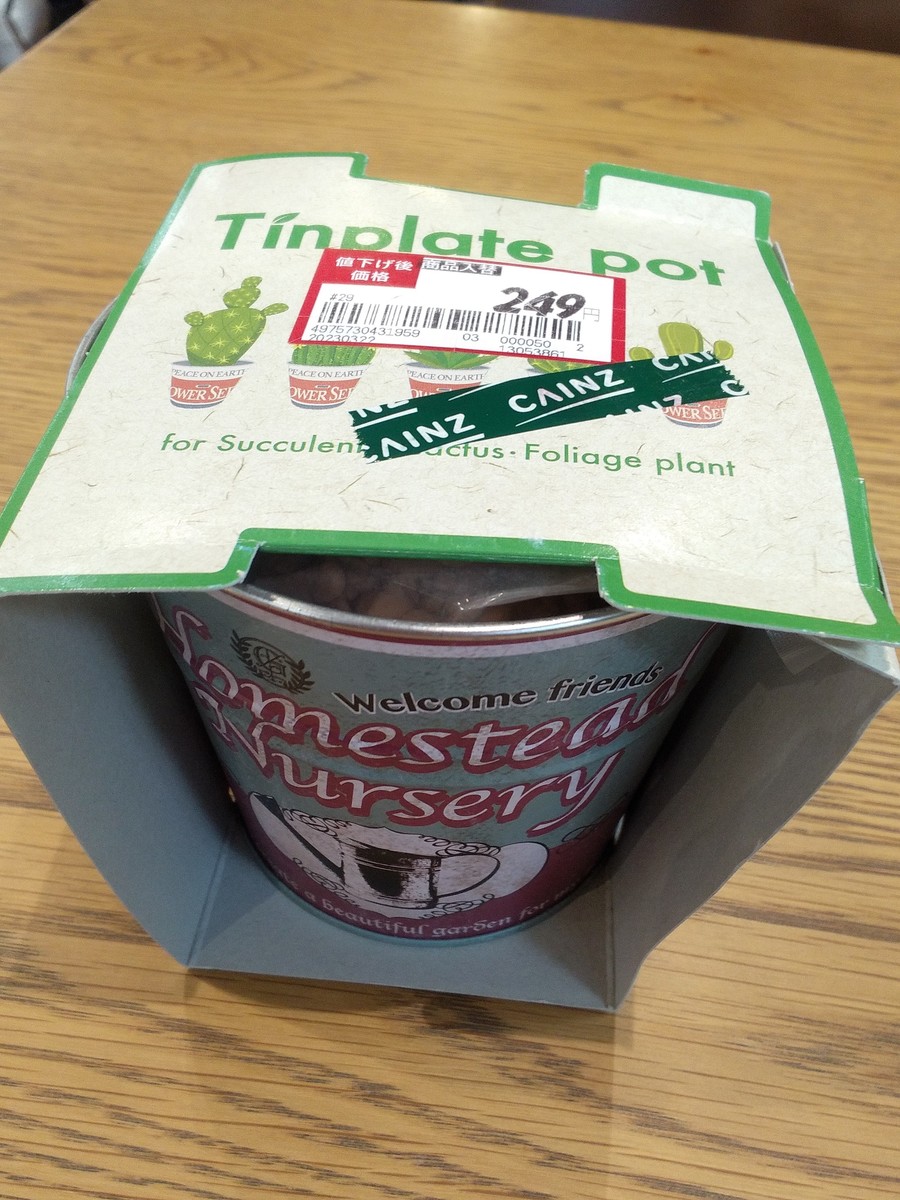 Tinplate pot
値下げ後 商品入替
価格
#29
249円
4975730431959 03 000050 2
20230322 13053861
PEACE ON EARTH
PEACE ON EARTH
PEACE ON EARTH
CAINZ
CAINZ
for Succulent Cactus・Foliage plant
Welcome friends
Homestead
Nursery
a beautiful garden for